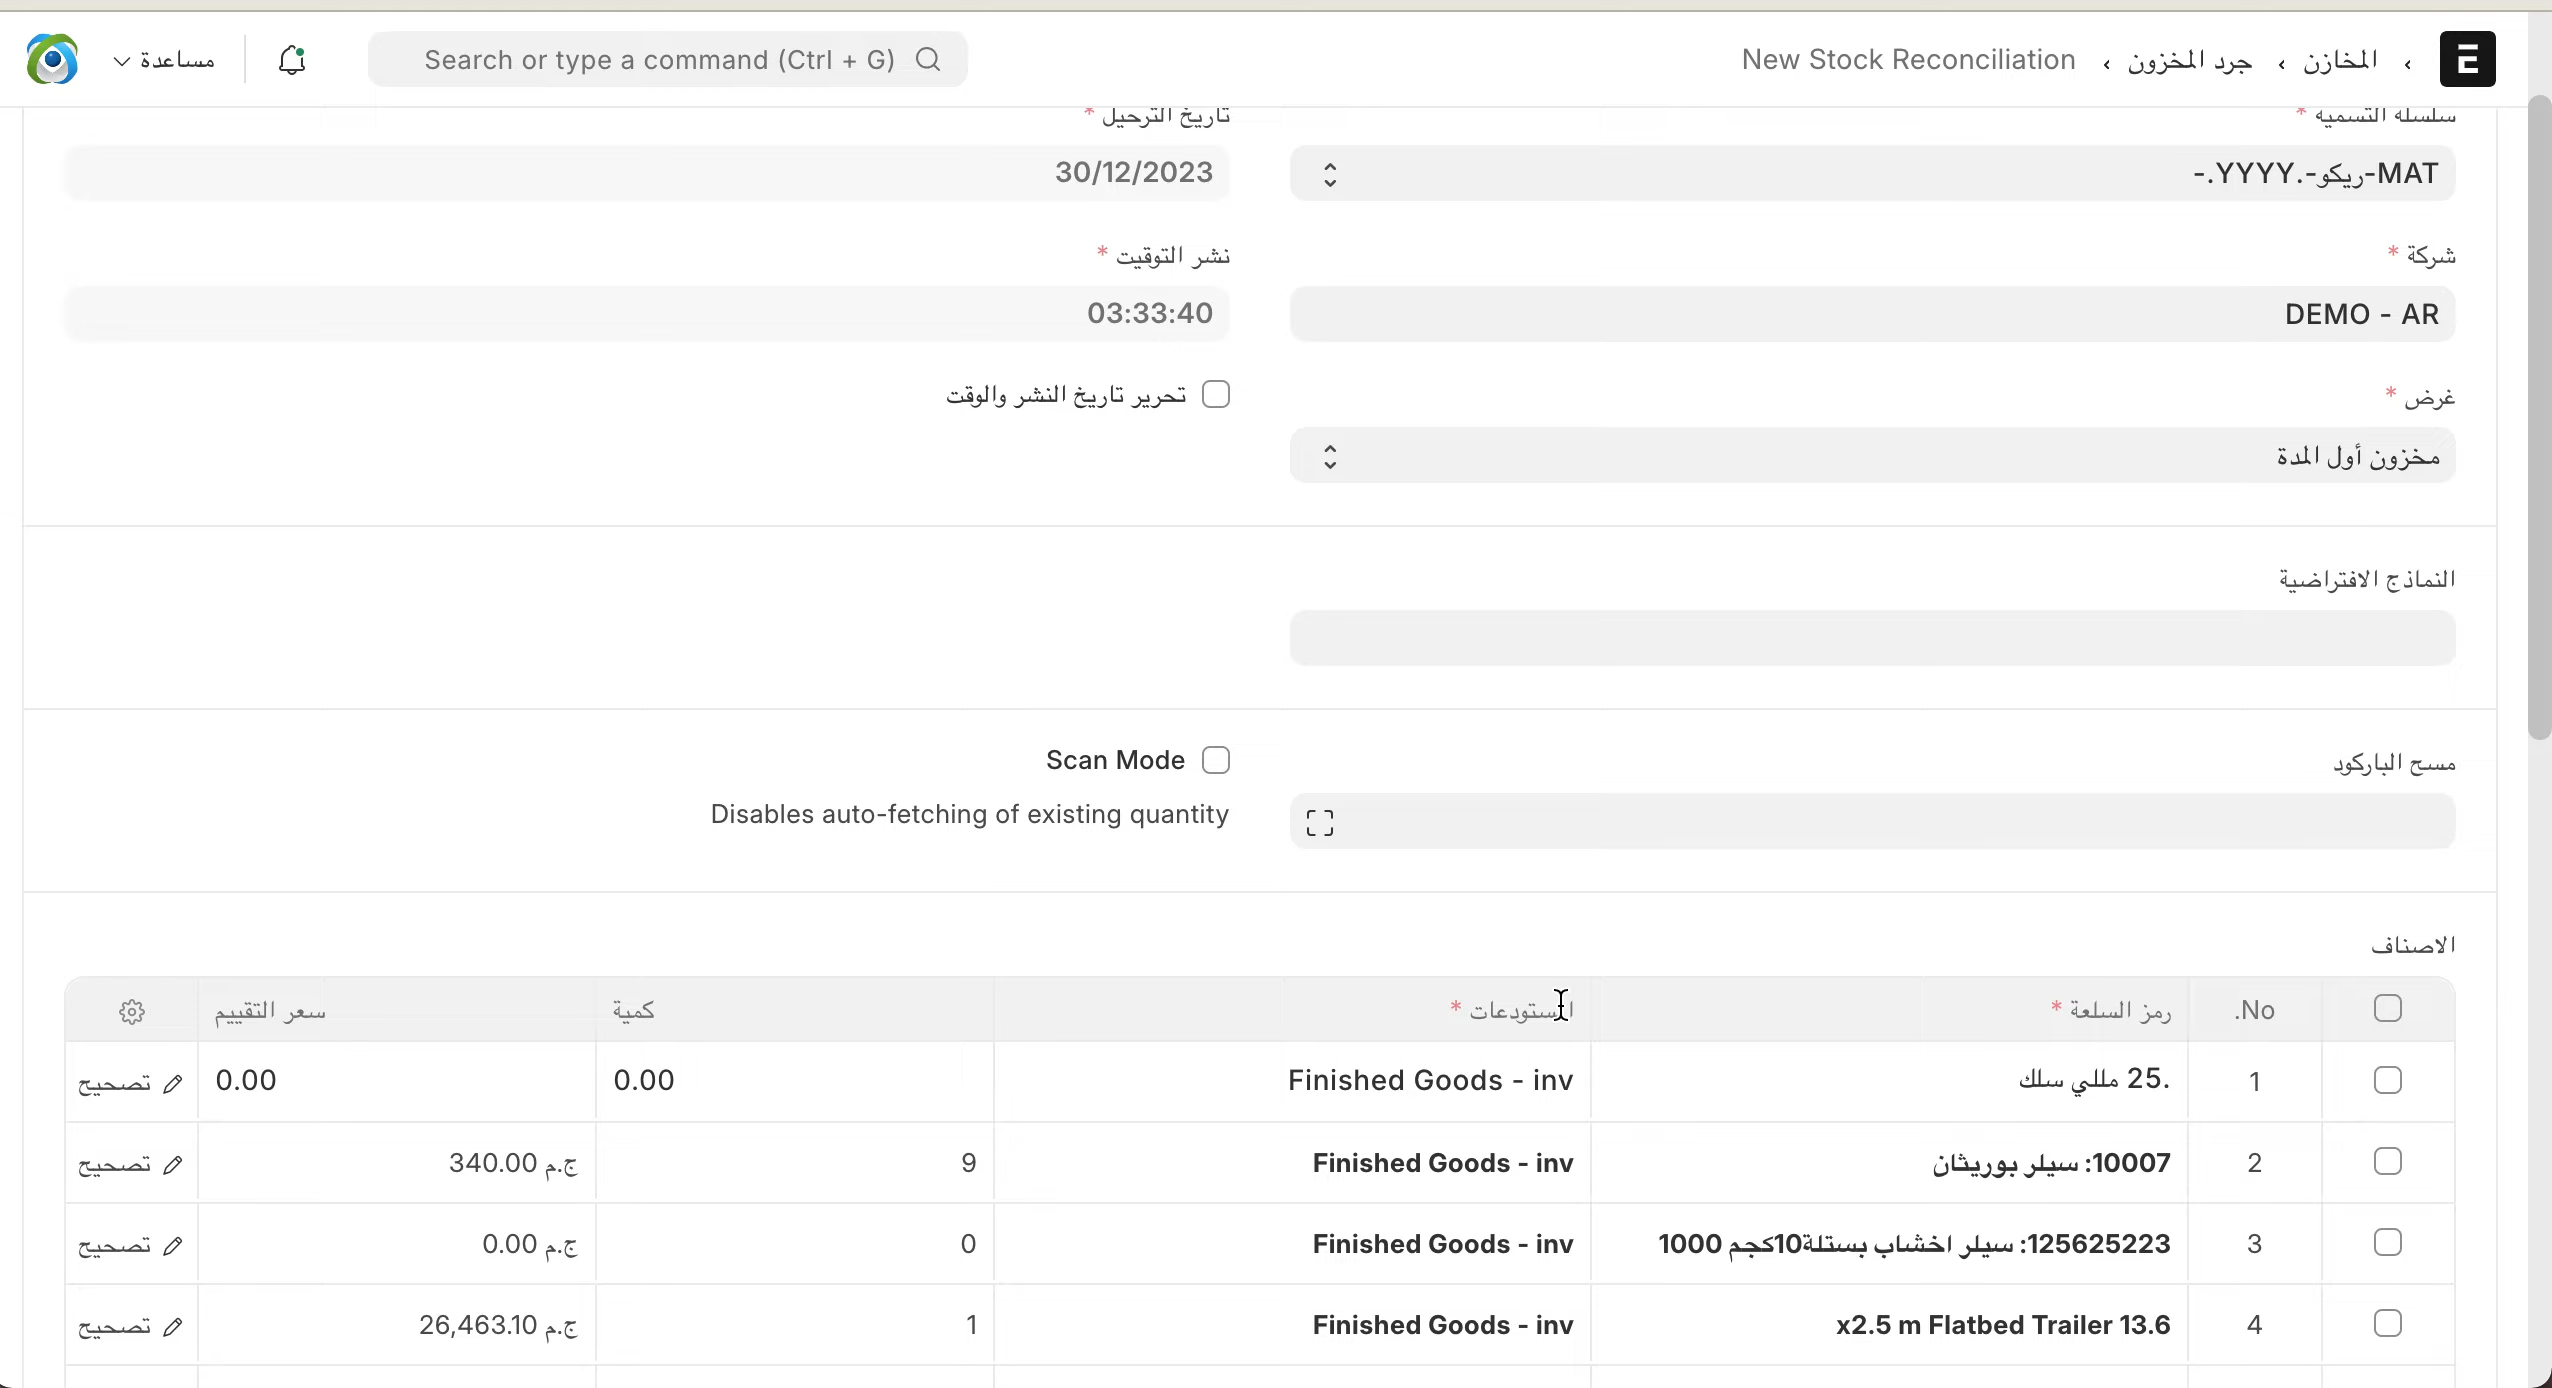 المخازن › جرد المخزون › New Stock Reconciliation
Search or type a command (Ctrl + G)
مساعدة
سلسلة التسمية *
MAT-ريكو-.YYYY.-
تاريخ الترحيل *
30/12/2023
شركة *
DEMO - AR
نشر التوقيت *
03:33:40
غرض *
مخزون أول المدة
تحرير تاريخ النشر والوقت
النماذج الافتراضية
مسح الباركود
Scan Mode
Disables auto-fetching of existing quantity
الاصناف
No. رمز السلعة * المستودعات * كمية سعر التقييم
1 .25 مللي سلك Finished Goods - inv 0.00 0.00 تصحيح
2 10007: سيلر بوريثان Finished Goods - inv 9 ج.م 340.00 تصحيح
3 125625223: سيلر اخشاب بستلة10كجم 1000 Finished Goods - inv 0 ج.م 0.00 تصحيح
4 13.6 x2.5 m Flatbed Trailer Finished Goods - inv 1 ج.م 26,463.10 تصحيح